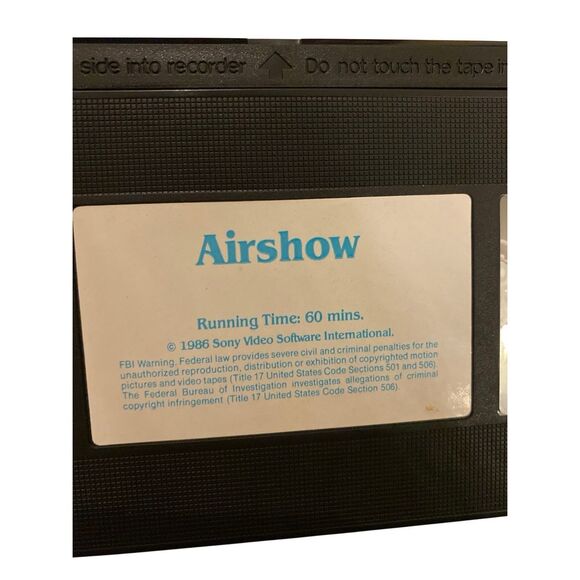 side into recorder Do not touch the tape in
Airshow
Running Time: 60 mins.
© 1986 Sony Video Software International.
FBI Warning. Federal law provides severe civil and criminal penalties for the
unauthorized reproduction, distribution or exhibition of copyrighted motion
pictures and video tapes (Title 17 United States Code Sections 501 and 506).
The Federal Bureau of Investigation investigates allegations of criminal
copyright infringement (Title 17 United States Code Section 506).